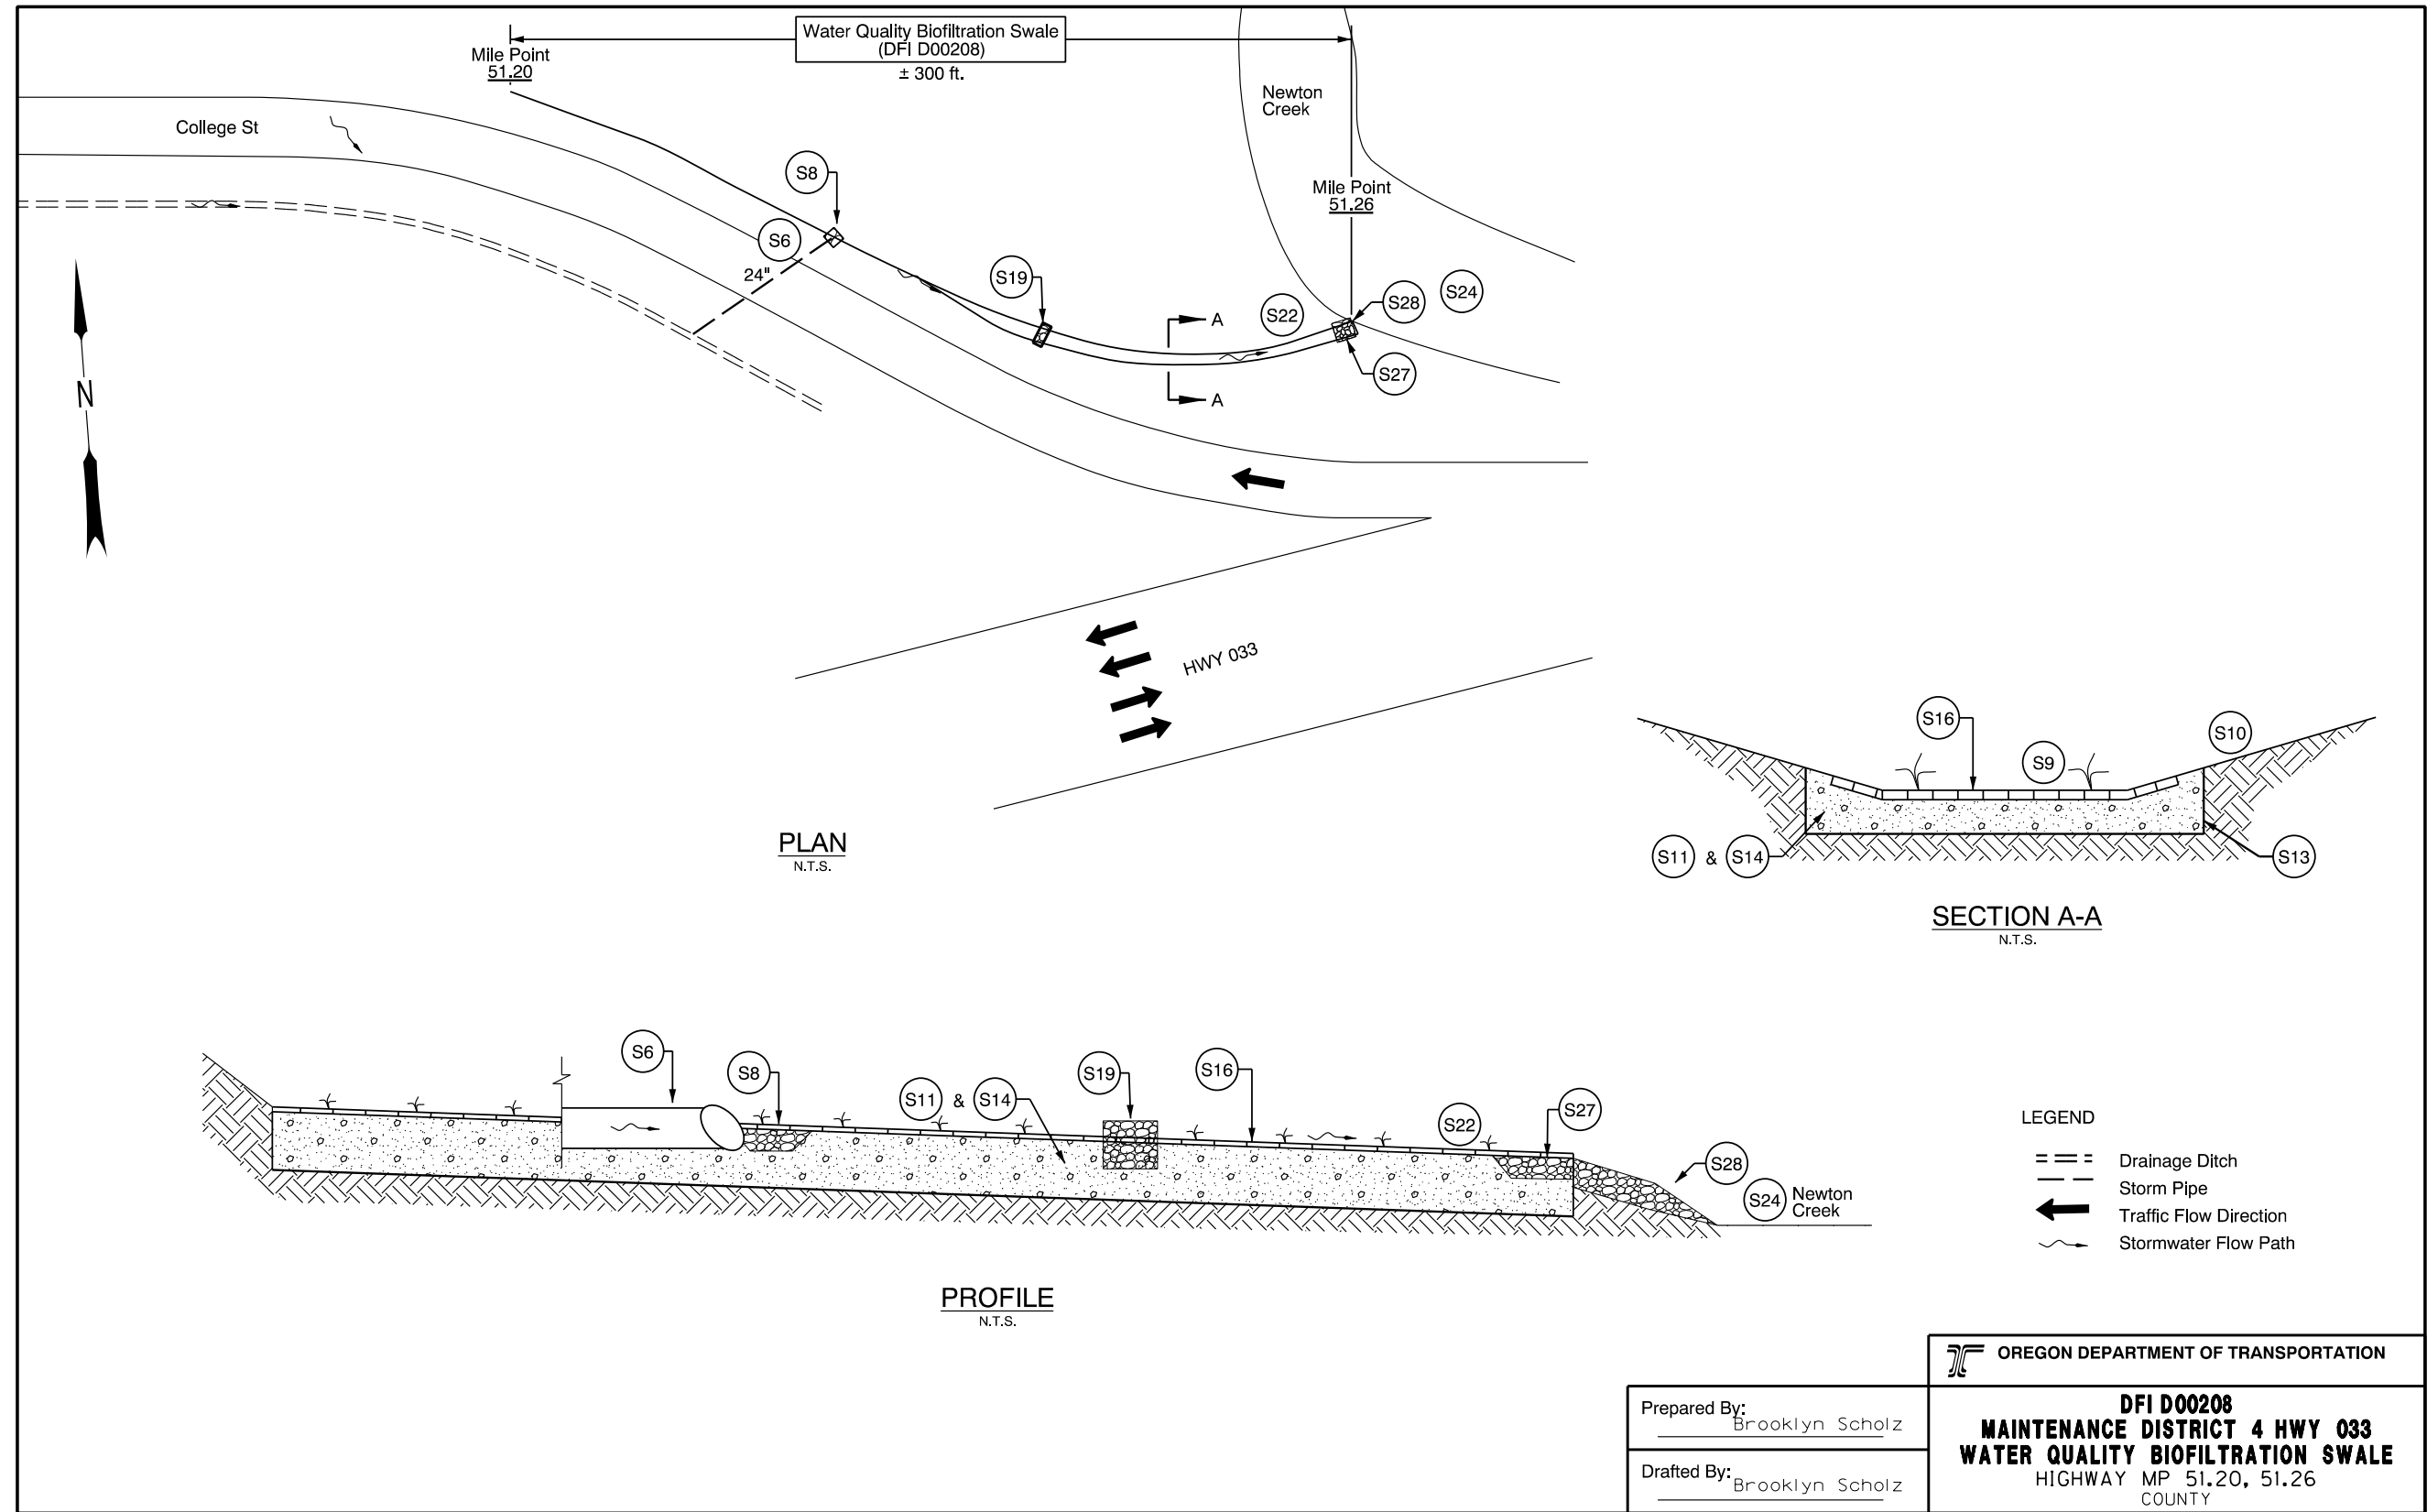 Water Quality Biofiltration Swale
(DFI D00208)
± 300 ft.
Mile Point
51.20
Newton
Creek
College St
Mile Point
51.26
S8
S6
24"
S19
S22
S28
S24
S27
A
A
N
HWY 033
PLAN
N.T.S.
S16
S9
S10
S11 & S14
S13
SECTION A-A
N.T.S.
S6
S8
S11 & S14
S19
S16
S22
S27
S28
S24
Newton
Creek
PROFILE
N.T.S.
LEGEND
Drainage Ditch
Storm Pipe
Traffic Flow Direction
Stormwater Flow Path
OREGON DEPARTMENT OF TRANSPORTATION
Prepared By:
Brooklyn Scholz
Drafted By:
Brooklyn Scholz
DFI D00208
MAINTENANCE DISTRICT 4 HWY 033
WATER QUALITY BIOFILTRATION SWALE
HIGHWAY MP 51.20, 51.26
COUNTY